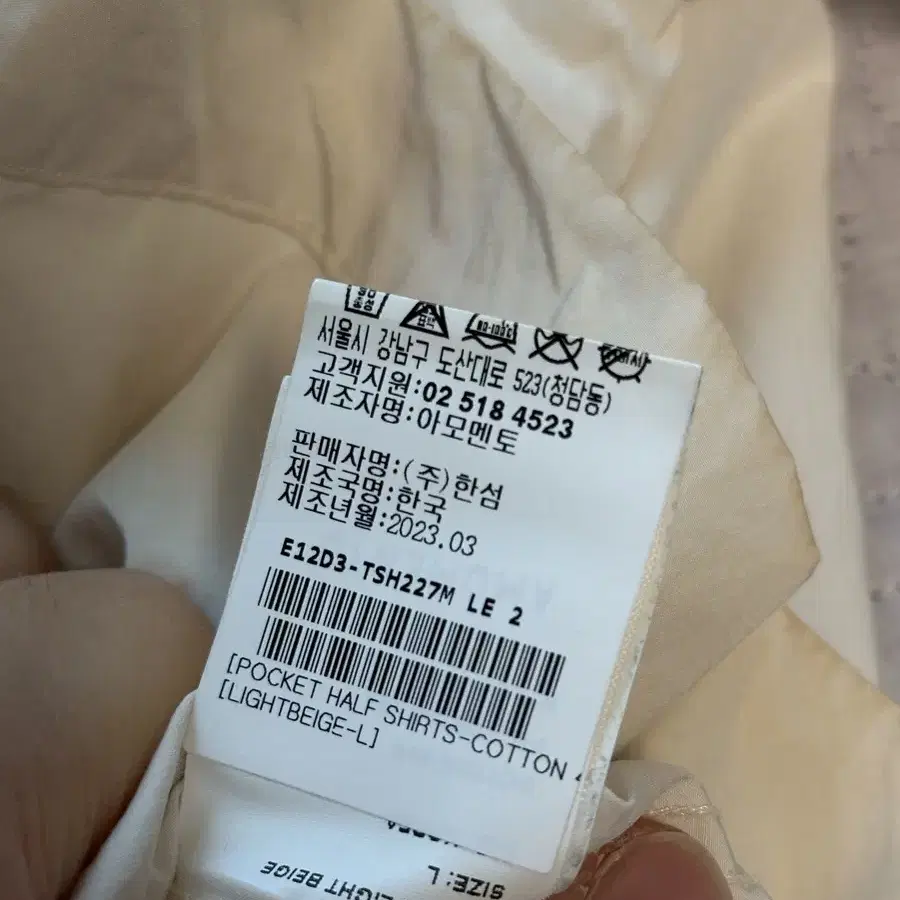 서울시 강남구 도산대로 523(청담동)
고객지원:02 518 4523
제조자명:아모멘토
판매자명:(주)한섬
제조국명:한국
제조년월:2023.03
E12D3-TSH227M LE 2
[POCKET HALF SHIRTS-COTTON
[LIGHTBEIGE-L]
SIZE:L
LIGHT BEIGE